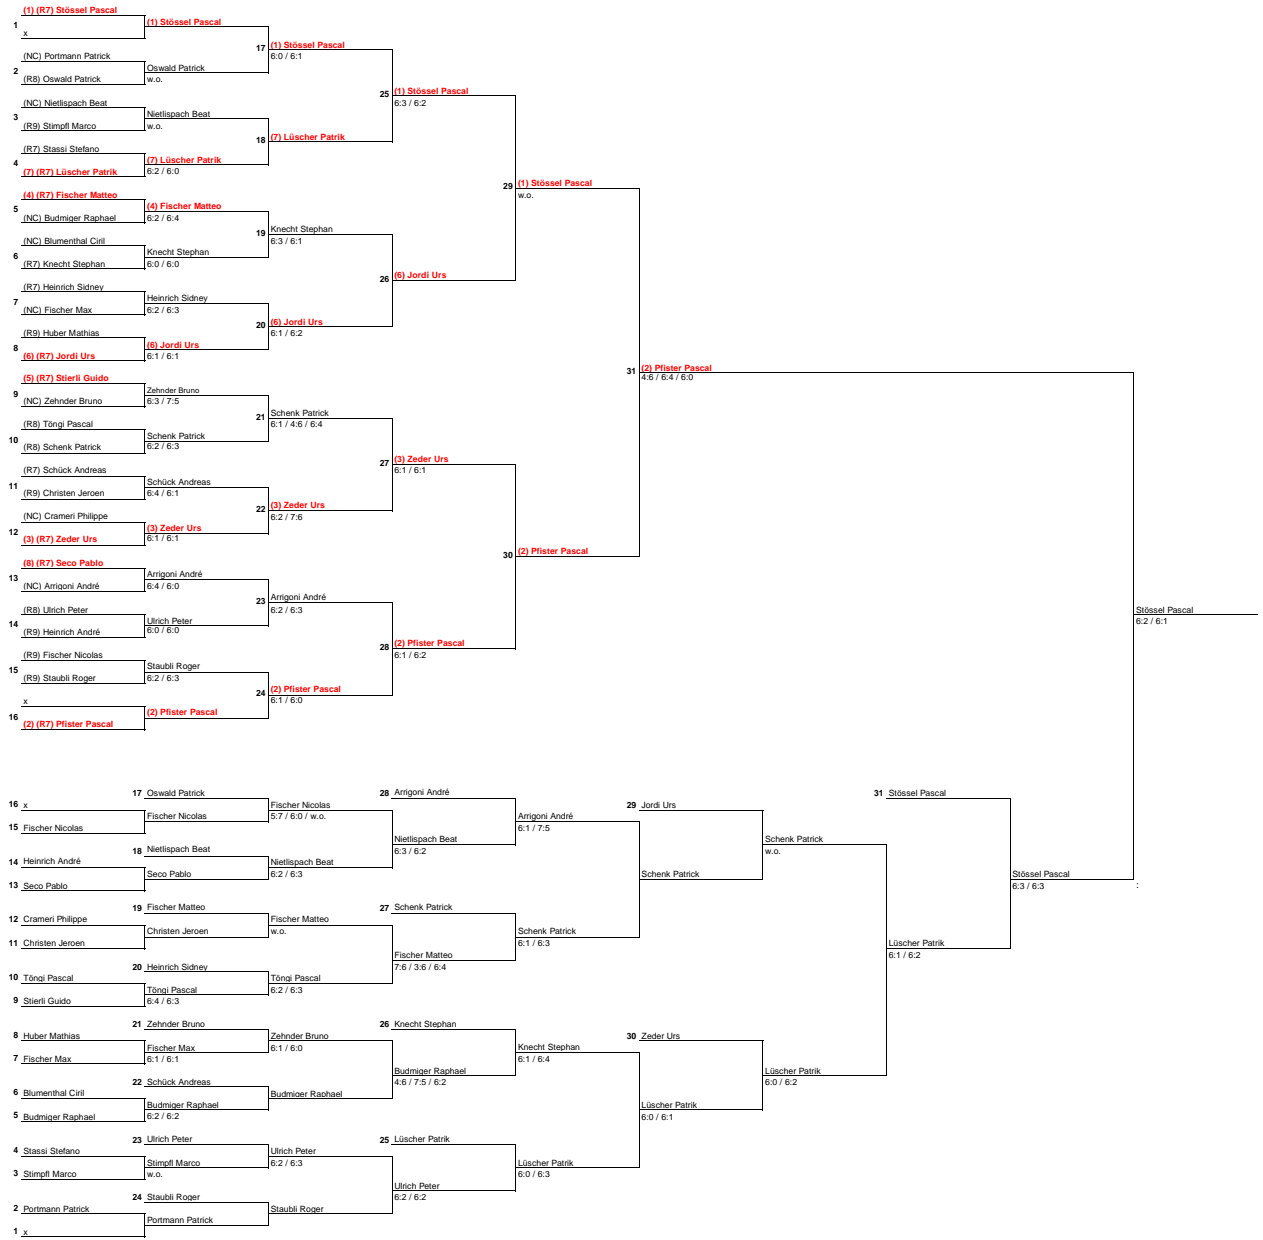 (1) (R7) Stössel Pascal
1
x
(1) Stössel Pascal
(NC) Portmann Patrick
2
(R8) Oswald Patrick
Oswald Patrick
w.o.
17 (1) Stössel Pascal
6:0 / 6:1
(NC) Nietlispach Beat
3
(R9) Stimpfl Marco
Nietlispach Beat
w.o.
(R7) Stassi Stefano
4
(7) (R7) Lüscher Patrik
(7) Lüscher Patrik
6:2 / 6:0
18 (7) Lüscher Patrik
25 (1) Stössel Pascal
6:3 / 6:2
(4) (R7) Fischer Matteo
5
(NC) Budmiger Raphael
(4) Fischer Matteo
6:2 / 6:4
(NC) Blumenthal Ciril
6
(R7) Knecht Stephan
Knecht Stephan
6:0 / 6:0
19 Knecht Stephan
6:3 / 6:1
(R7) Heinrich Sidney
7
(NC) Fischer Max
Heinrich Sidney
6:2 / 6:3
(R9) Huber Mathias
8
(6) (R7) Jordi Urs
(6) Jordi Urs
6:1 / 6:1
20 (6) Jordi Urs
6:1 / 6:2
26 (6) Jordi Urs
29 (1) Stössel Pascal
w.o.
(5) (R7) Stierli Guido
9
(NC) Zehnder Bruno
Zehnder Bruno
6:3 / 7:5
(R8) Töngi Pascal
10
(R8) Schenk Patrick
Schenk Patrick
6:2 / 6:3
21 Schenk Patrick
6:1 / 4:6 / 6:4
(R7) Schück Andreas
11
(R9) Christen Jeroen
Schück Andreas
6:4 / 6:1
(NC) Crameri Philippe
12
(3) (R7) Zeder Urs
(3) Zeder Urs
6:1 / 6:1
22 (3) Zeder Urs
6:2 / 7:6
27 (3) Zeder Urs
6:1 / 6:1
(8) (R7) Seco Pablo
13
(NC) Arrigoni André
Arrigoni André
6:4 / 6:0
(R8) Ulrich Peter
14
(R9) Heinrich André
Ulrich Peter
6:0 / 6:0
23 Arrigoni André
6:2 / 6:3
(R9) Fischer Nicolas
15
(R9) Staubli Roger
Staubli Roger
6:2 / 6:3
x
16
(2) (R7) Pfister Pascal
(2) Pfister Pascal
24 (2) Pfister Pascal
6:1 / 6:0
28 (2) Pfister Pascal
6:1 / 6:2
30 (2) Pfister Pascal
31 (2) Pfister Pascal
4:6 / 6:4 / 6:0
Stössel Pascal
6:2 / 6:1
16 x
15 Fischer Nicolas
17 Oswald Patrick
Fischer Nicolas
Fischer Nicolas
5:7 / 6:0 / w.o.
14 Heinrich André
13 Seco Pablo
18 Nietlispach Beat
Seco Pablo
Nietlispach Beat
6:2 / 6:3
28 Arrigoni André
Nietlispach Beat
6:3 / 6:2
Arrigoni André
6:1 / 7:5
12 Crameri Philippe
11 Christen Jeroen
19 Fischer Matteo
Christen Jeroen
Fischer Matteo
w.o.
10 Töngi Pascal
9 Stierli Guido
20 Heinrich Sidney
Töngi Pascal
6:4 / 6:3
Töngi Pascal
6:2 / 6:3
27 Schenk Patrick
Fischer Matteo
7:6 / 3:6 / 6:4
Schenk Patrick
6:1 / 6:3
29 Jordi Urs
Schenk Patrick
Schenk Patrick
w.o.
8 Huber Mathias
7 Fischer Max
21 Zehnder Bruno
Fischer Max
6:1 / 6:1
Zehnder Bruno
6:1 / 6:0
6 Blumenthal Ciril
5 Budmiger Raphael
22 Schück Andreas
Budmiger Raphael
6:2 / 6:2
Budmiger Raphael
26 Knecht Stephan
Budmiger Raphael
4:6 / 7:5 / 6:2
Knecht Stephan
6:1 / 6:4
4 Stassi Stefano
3 Stimpfl Marco
23 Ulrich Peter
Stimpfl Marco
w.o.
Ulrich Peter
6:2 / 6:3
2 Portmann Patrick
1 x
24 Staubli Roger
Portmann Patrick
Staubli Roger
25 Lüscher Patrik
Ulrich Peter
6:2 / 6:2
Lüscher Patrik
6:0 / 6:3
30 Zeder Urs
Lüscher Patrik
6:0 / 6:1
Lüscher Patrik
6:0 / 6:2
31 Stössel Pascal
Lüscher Patrik
6:1 / 6:2
Stössel Pascal
6:3 / 6:3
: